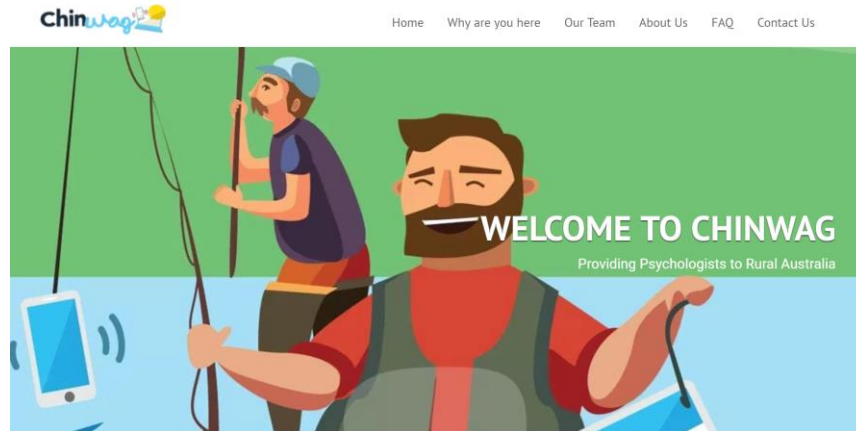 Chinwag
Home Why are you here Our Team About Us FAQ Contact Us
WELCOME TO CHINWAG
Providing Psychologists to Rural Australia